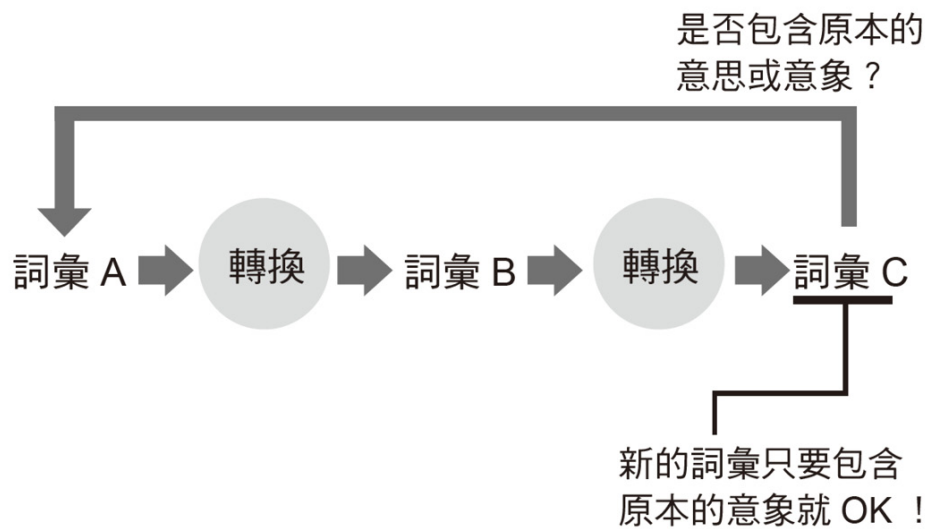 是否包含原本的
意思或意象？
詞彙 A
轉換
詞彙 B
轉換
詞彙 C
新的詞彙只要包含
原本的意象就 OK ！